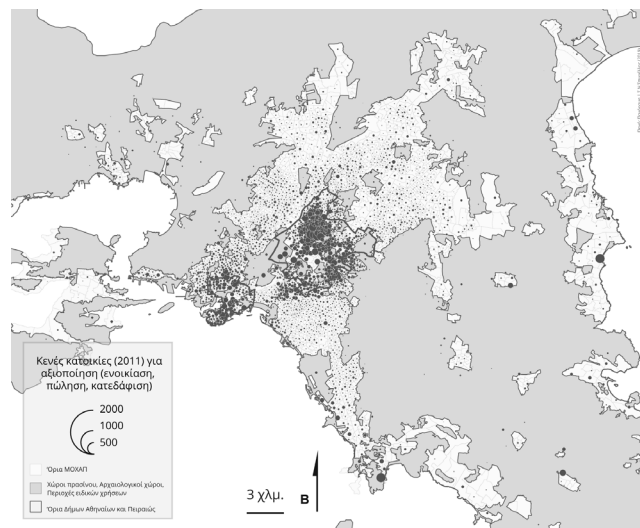 Κενές κατοικίες (2011) για
αξιοποίηση (ενοικίαση,
πώληση, κατεδάφιση)
2000
1000
500
Όρια ΜΟΧΑΠ
Χώροι πρασίνου, Αρχαιολογικοί χώροι,
Περιοχές ειδικών χρήσεων
Όρια Δήμων Αθηναίων και Πειραιώς
3 χλμ.
B